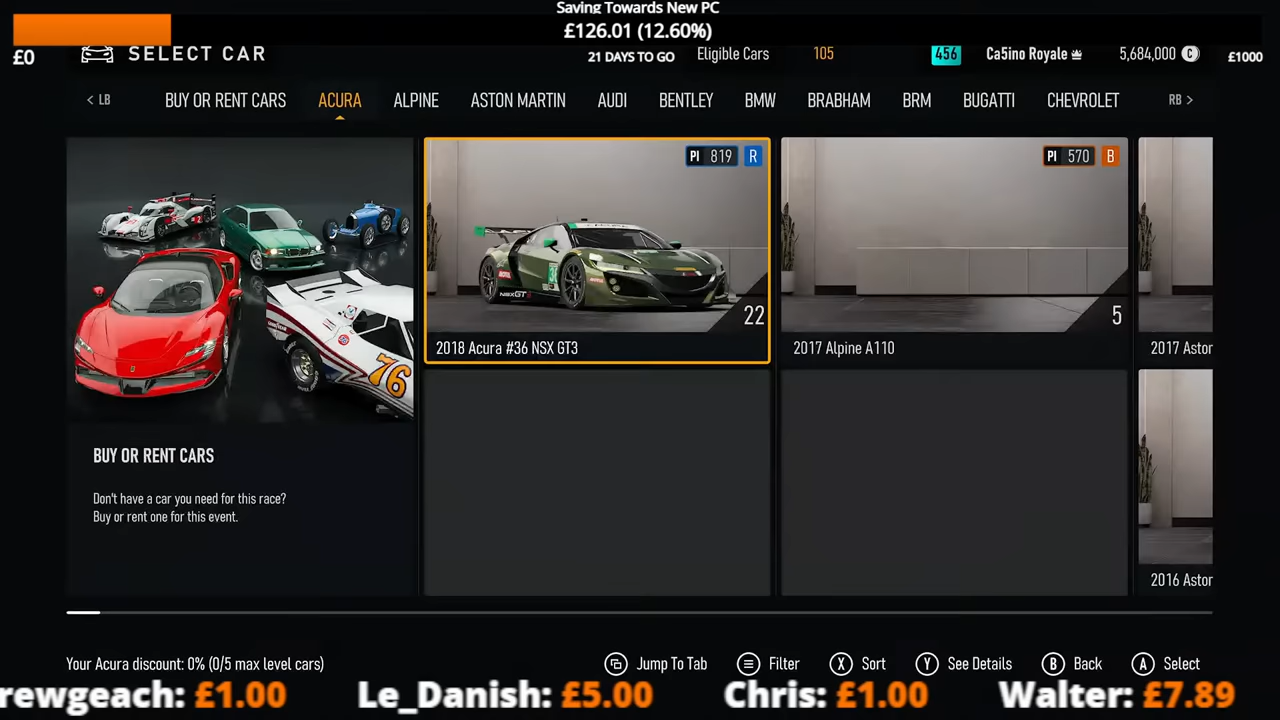 Saving Towards New PC
£126.01 (12.60%)
£0
SELECT CAR
21 DAYS TO GO
Eligible Cars 105
456 Ca5ino Royale
5,684,000 C
£1000
< LB BUY OR RENT CARS ACURA ALPINE ASTON MARTIN AUDI BENTLEY BMW BRABHAM BRM BUGATTI CHEVROLET RB >
PI 819 R
PI 570 B
76
22
5
2018 Acura #36 NSX GT3
2017 Alpine A110
2017 Astor
BUY OR RENT CARS
Don't have a car you need for this race?
Buy or rent one for this event.
2016 Astor
Your Acura discount: 0% (0/5 max level cars)
Jump To Tab
Filter
X Sort
Y See Details
B Back
A Select
rewgeach: £1.00 Le_Danish: £5.00 Chris: £1.00 Walter: £7.89